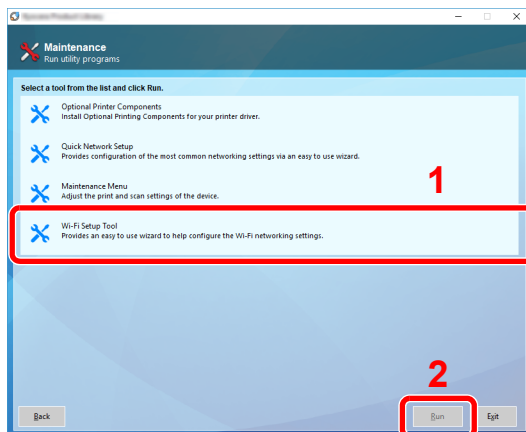 Maintenance
Run utility programs
Select a tool from the list and click Run.
Optional Printer Components
Install Optional Printing Components for your printer driver.
Quick Network Setup
Provides configuration of the most common networking settings via an easy to use wizard.
1
Maintenance Menu
Adjust the print and scan settings of the device.
Wi-Fi Setup Tool
Provides an easy to use wizard to help configure the Wi-Fi networking settings.
2
Back
Run
Exit